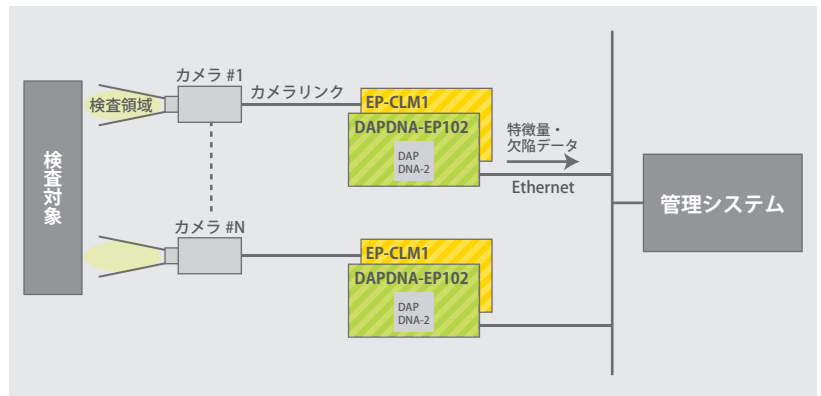 検査対象
検査領域
カメラ #1
カメラリンク
EP-CLM1
DAPDNA-EP102
DAP
DNA-2
特徴量・
欠陥データ
Ethernet
管理システム
カメラ #N
EP-CLM1
DAPDNA-EP102
DAP
DNA-2